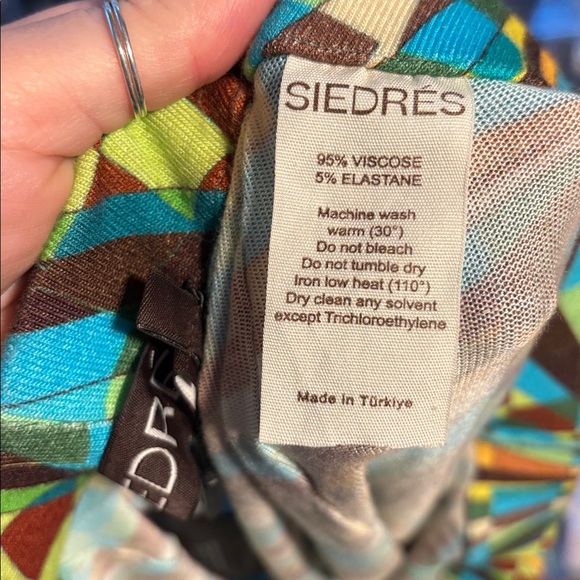 SIEDRÉS
95% VISCOSE
5% ELASTANE
Machine wash
warm (30°)
Do not bleach
Do not tumble dry
Iron low heat (110°)
Dry clean any solvent
except Trichloroethylene
Made in Türkiye